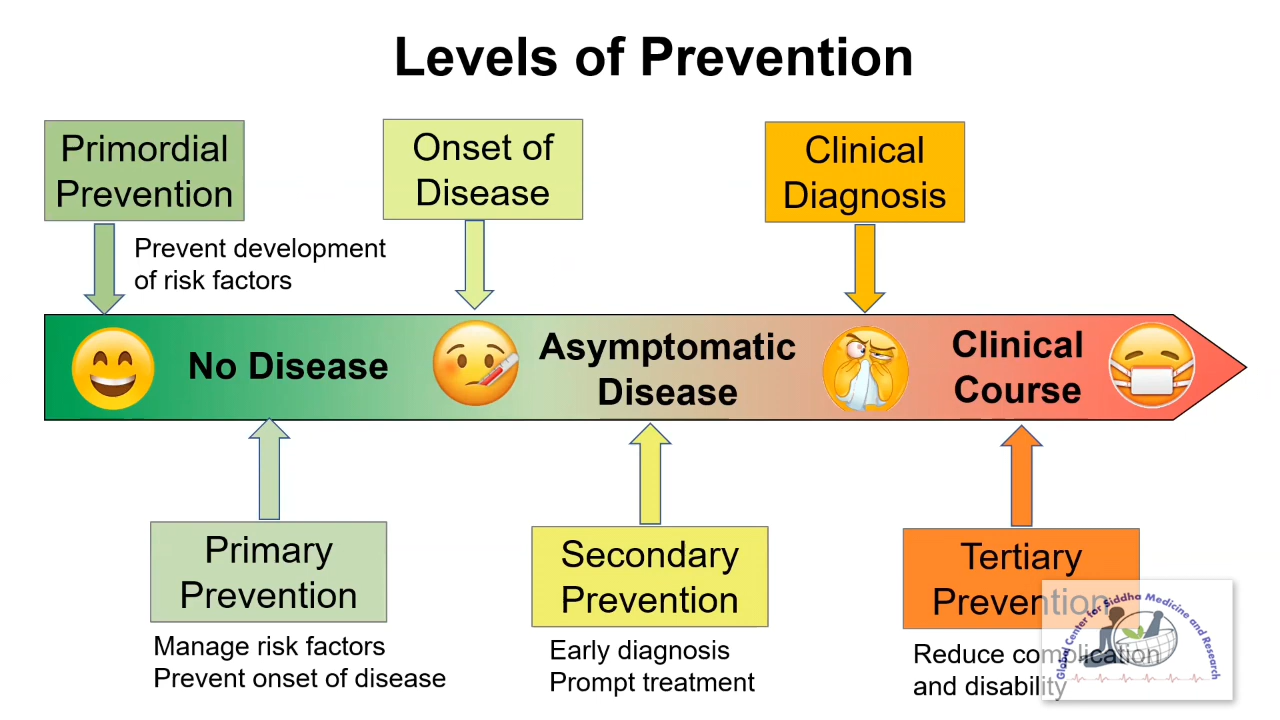 Levels of Prevention
Primordial
Prevention
Onset of
Disease
Clinical
Diagnosis
Prevent development
of risk factors
No Disease
Asymptomatic
Disease
Clinical
Course
Primary
Prevention
Secondary
Prevention
Tertiary
Prevention
Manage risk factors
Prevent onset of disease
Early diagnosis
Prompt treatment
Reduce complication
and disability
Global Center for Siddha Medicine and Research